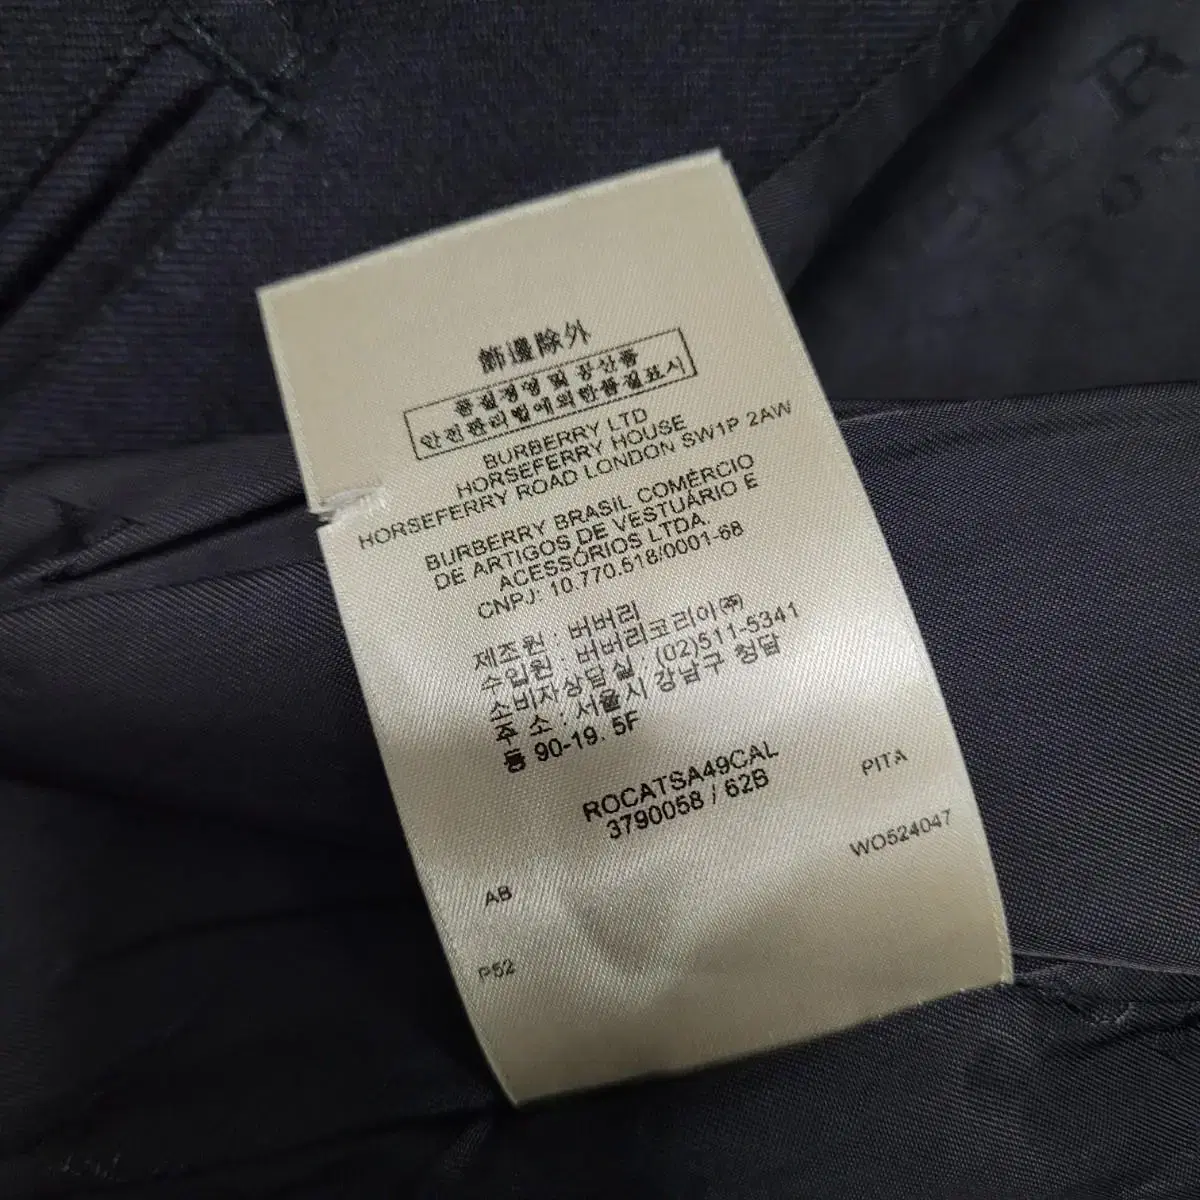 飾邊除外
품질경영 및 공산품
안전관리법에의한품질표시
BURBERRY LTD
HORSEFERRY HOUSE
HORSEFERRY ROAD LONDON SW1P 2AW
BURBERRY BRASIL COMÉRCIO
DE ARTIGOS DE VESTUÁRIO E
ACESSÓRIOS LTDA.
CNPJ: 10.770.518/0001-68
제조원 : 버버리
수입원 : 버버리코리아㈜
소비자상담실 : (02)511-5341
주 소 : 서울시 강남구 청담
동 90-19. 5F
ROCATSA49CAL
3790058 / 62B
PITA
WO524047
AB
P52